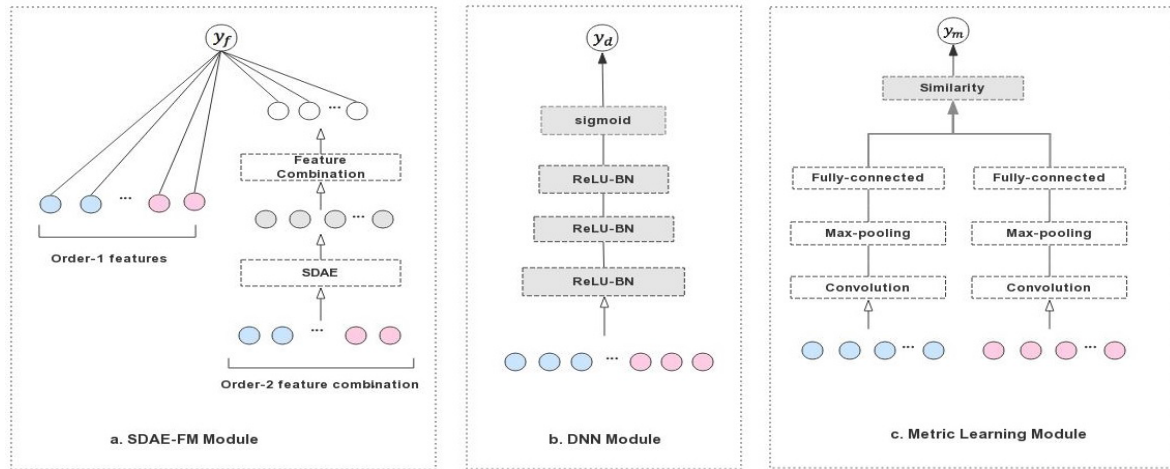 y_f
...
Feature
Combination
...
...
Order-1 features
SDAE
...
Order-2 feature combination
a. SDAE-FM Module
y_d
sigmoid
ReLU-BN
ReLU-BN
ReLU-BN
...
b. DNN Module
y_m
Similarity
Fully-connected Fully-connected
Max-pooling Max-pooling
Convolution Convolution
... ...
c. Metric Learning Module